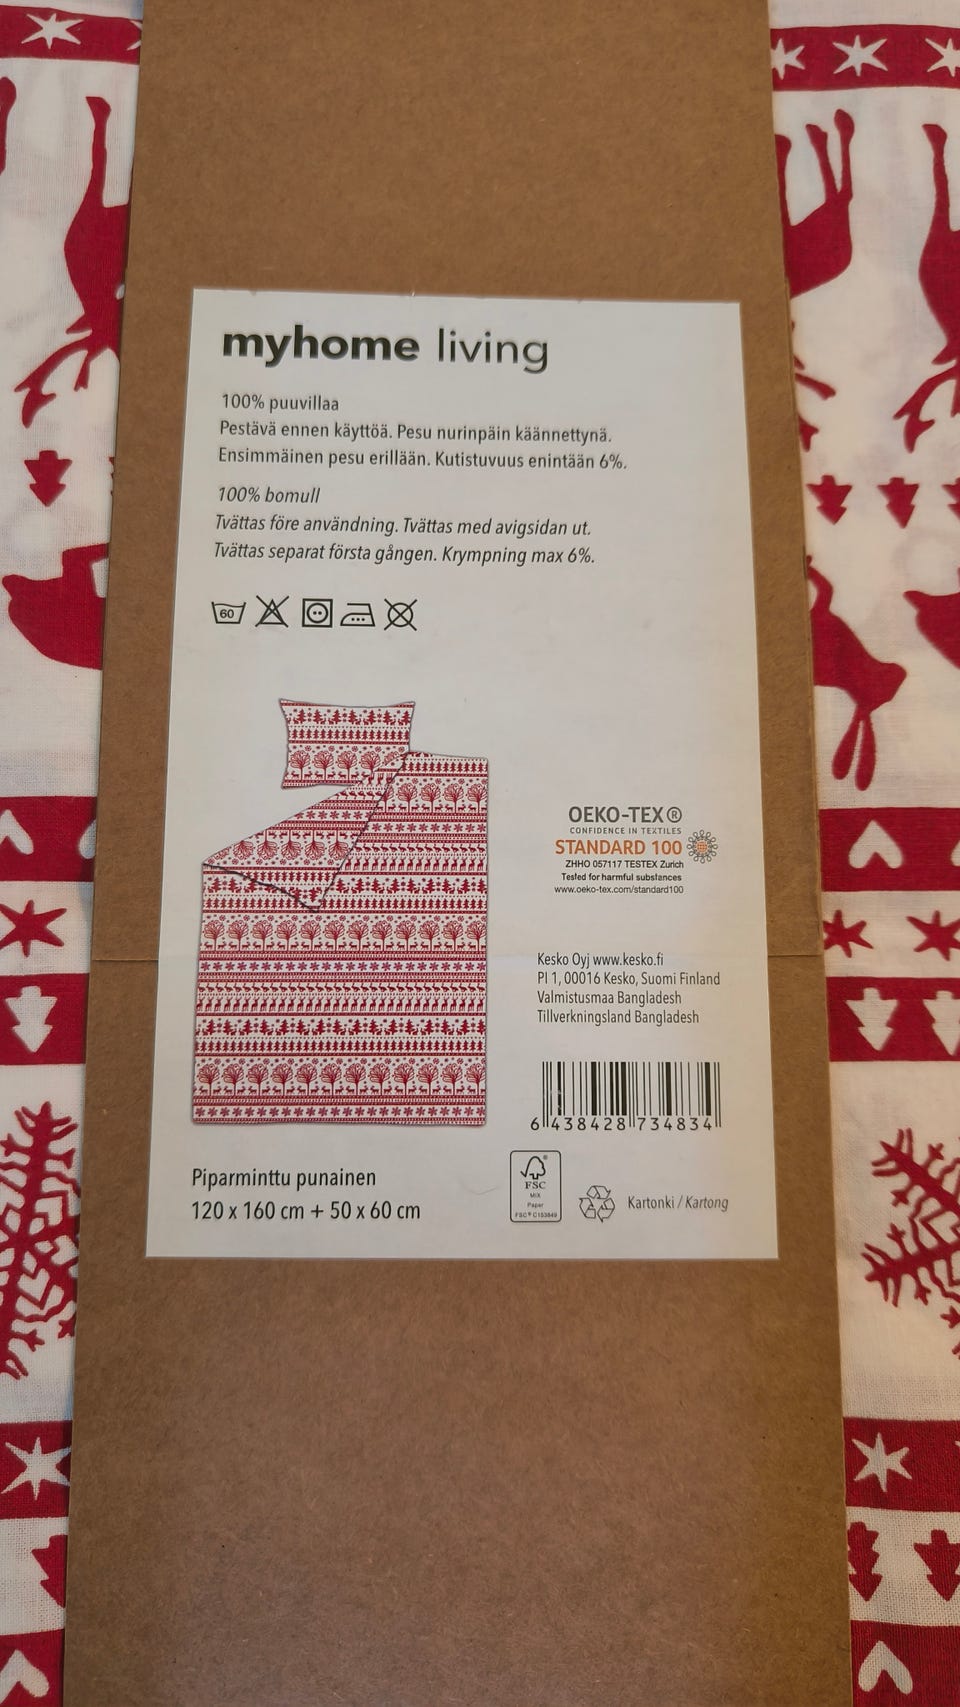 myhome living
100% puuvillaa
Pestävä ennen käyttöä. Pesu nurinpäin käännettynä.
Ensimmäinen pesu erillään. Kutistuvuus enintään 6%.
100% bomull
Tvättas före användning. Tvättas med avigsidan ut.
Tvättas separat första gången. Krympning max 6%.
60
OEKO-TEX®
CONFIDENCE IN TEXTILES
STANDARD 100
ZHHO 057117 TESTEX Zurich
Tested for harmful substances
www.oeko-tex.com/standard100
Kesko Oyj www.kesko.fi
Pl 1, 00016 Kesko, Suomi Finland
Valmistusmaa Bangladesh
Tillverkningsland Bangladesh
6 438428 734834
Piparminttu punainen
120 x 160 cm + 50 x 60 cm
®
FSC
MIX
Paper
FSC® C153849
Kartonki / Kartong